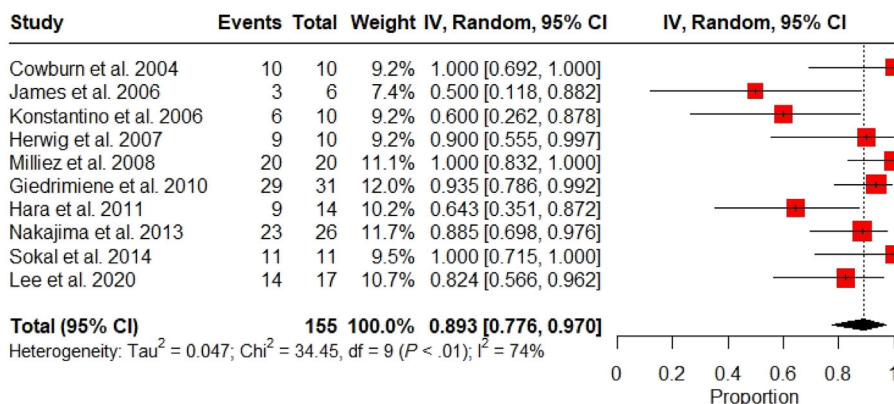 Study Events Total Weight IV, Random, 95% CI IV, Random, 95% CI
Cowburn et al. 2004 10 10 9.2% 1.000 [0.692, 1.000]
James et al. 2006 3 6 7.4% 0.500 [0.118, 0.882]
Konstantino et al. 2006 6 10 9.2% 0.600 [0.262, 0.878]
Herwig et al. 2007 9 10 9.2% 0.900 [0.555, 0.997]
Milliez et al. 2008 20 20 11.1% 1.000 [0.832, 1.000]
Giedrimiene et al. 2010 29 31 12.0% 0.935 [0.786, 0.992]
Hara et al. 2011 9 14 10.2% 0.643 [0.351, 0.872]
Nakajima et al. 2013 23 26 11.7% 0.885 [0.698, 0.976]
Sokal et al. 2014 11 11 9.5% 1.000 [0.715, 1.000]
Lee et al. 2020 14 17 10.7% 0.824 [0.566, 0.962]
Total (95% CI) 155 100.0% 0.893 [0.776, 0.970]
Heterogeneity: Tau² = 0.047; Chi² = 34.45, df = 9 (P < .01); I² = 74%
0 0.2 0.4 0.6 0.8 1
Proportion